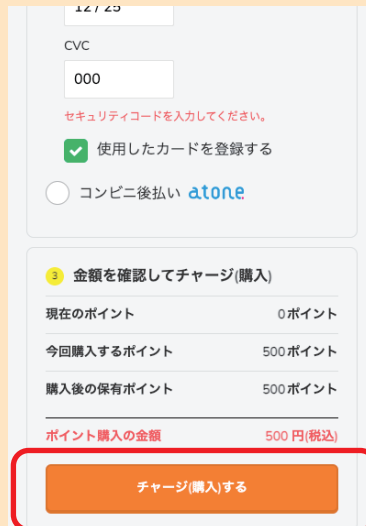 12 / 25
CVC
000
セキュリティコードを入力してください。
使用したカードを登録する
コンビニ後払い atone
3 金額を確認してチャージ(購入)
現在のポイント 0ポイント
今回購入するポイント 500ポイント
購入後の保有ポイント 500ポイント
ポイント購入の金額 500 円(税込)
チャージ(購入)する